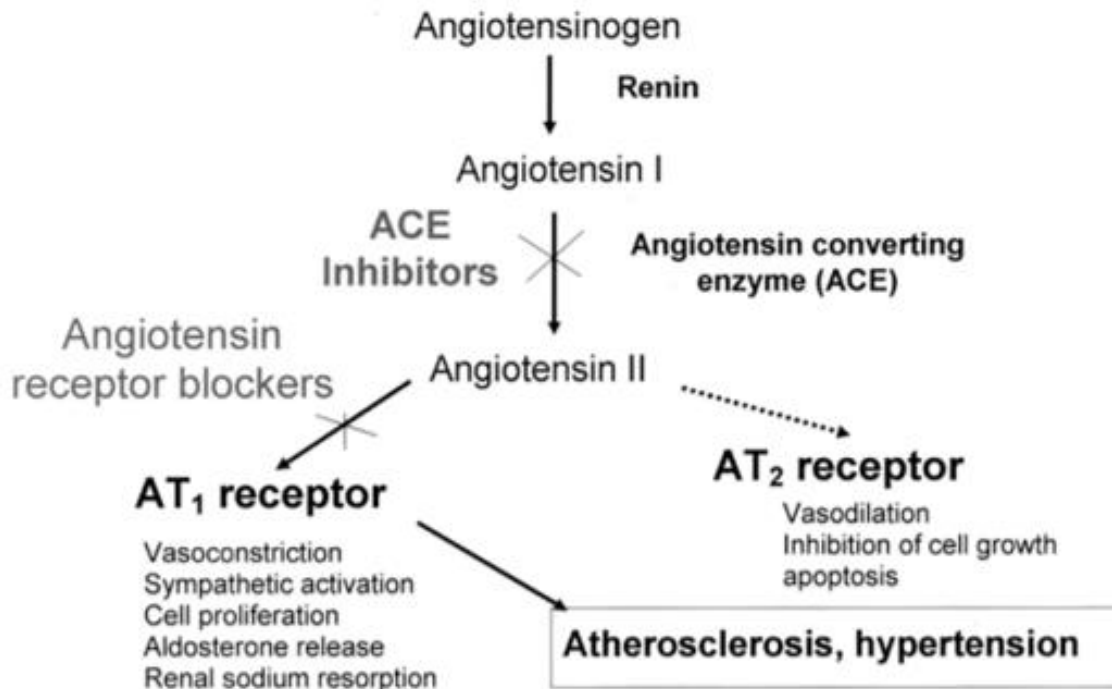 Angiotensinogen
Renin
Angiotensin I
ACE
Inhibitors
Angiotensin converting
enzyme (ACE)
Angiotensin
receptor blockers
Angiotensin II
AT₁ receptor
Vasoconstriction
Sympathetic activation
Cell proliferation
Aldosterone release
Renal sodium resorption
AT₂ receptor
Vasodilation
Inhibition of cell growth
apoptosis
Atherosclerosis, hypertension